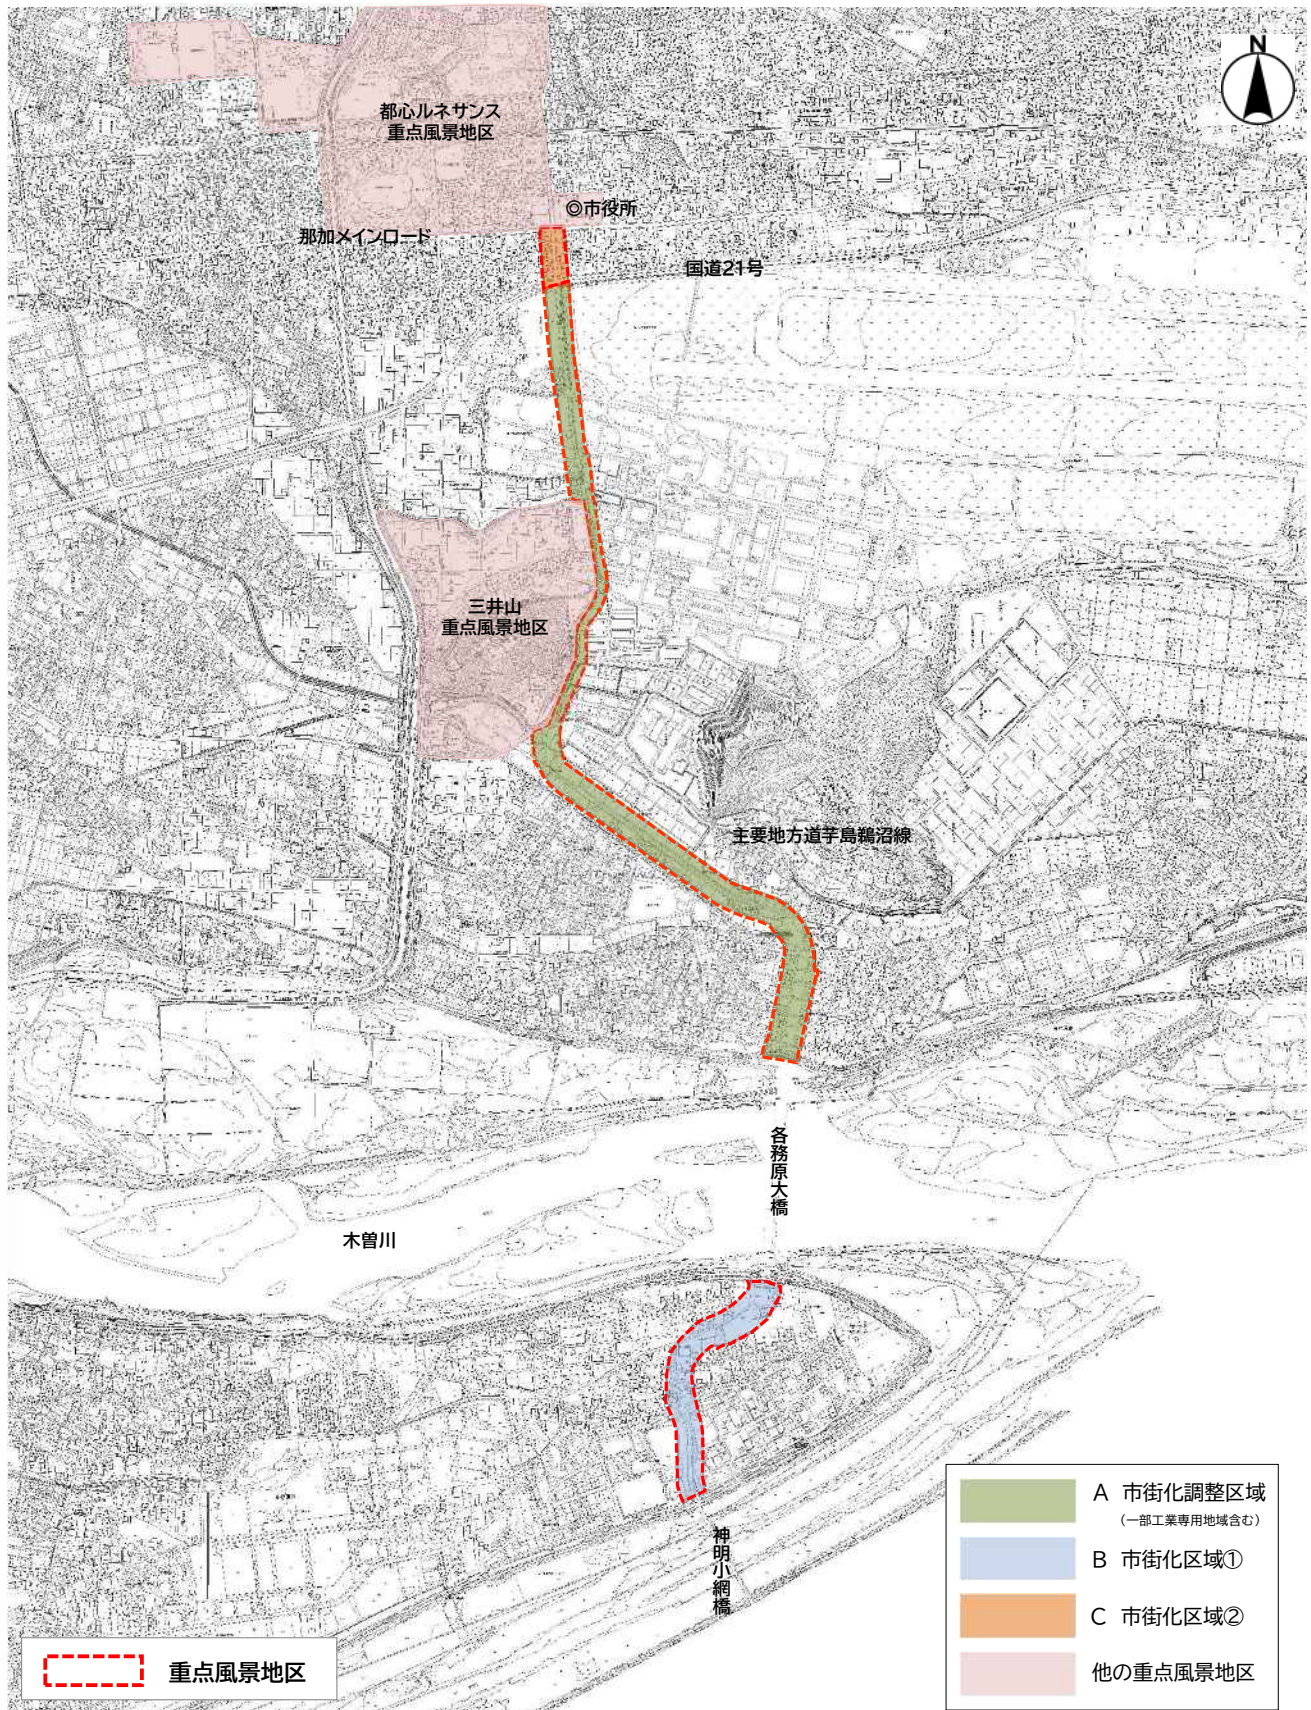 N
都心ルネサンス
重点風景地区
◎市役所
那加メインロード
国道21号
三井山
重点風景地区
主要地方道芋島鵜沼線
各務原大橋
木曽川
神明小網橋
A 市街化調整区域
（一部工業専用地域含む）
B 市街化区域①
C 市街化区域②
他の重点風景地区
重点風景地区